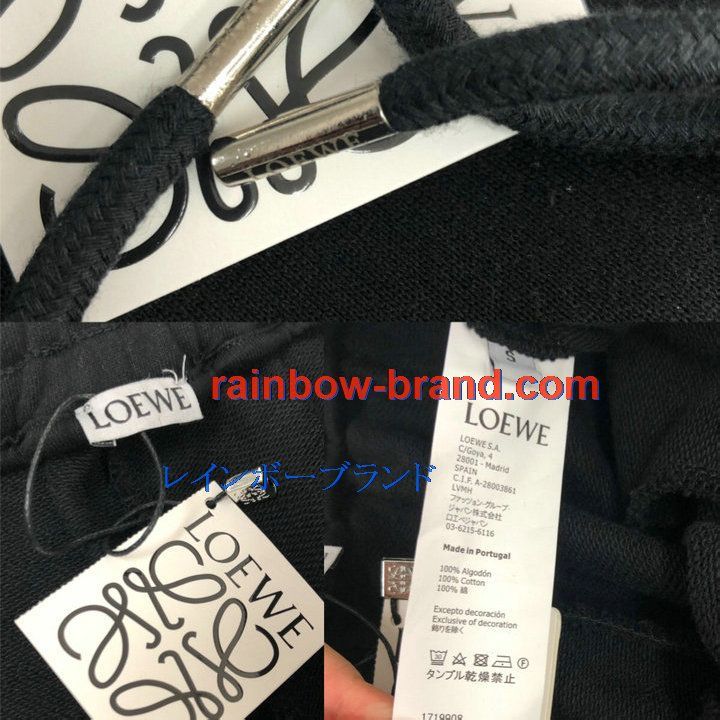 LOEWE
rainbow-brand.com
レインボーブランド
LOEWE
LOEWE
S
LOEWE
LOEWE S.A.
C/Goya, 4
28001 - Madrid
SPAIN
C.I.F. A-28003861
LVMH
ファッション・グループ・
ジャパン株式会社
ロエベジャパン
03-6215-6116
Made in Portugal
100% Algodón
100% Cotton
100% 綿
Excepto decoración
Exclusive of decoration
飾りを除く
30
タンブル乾燥禁止
1719908